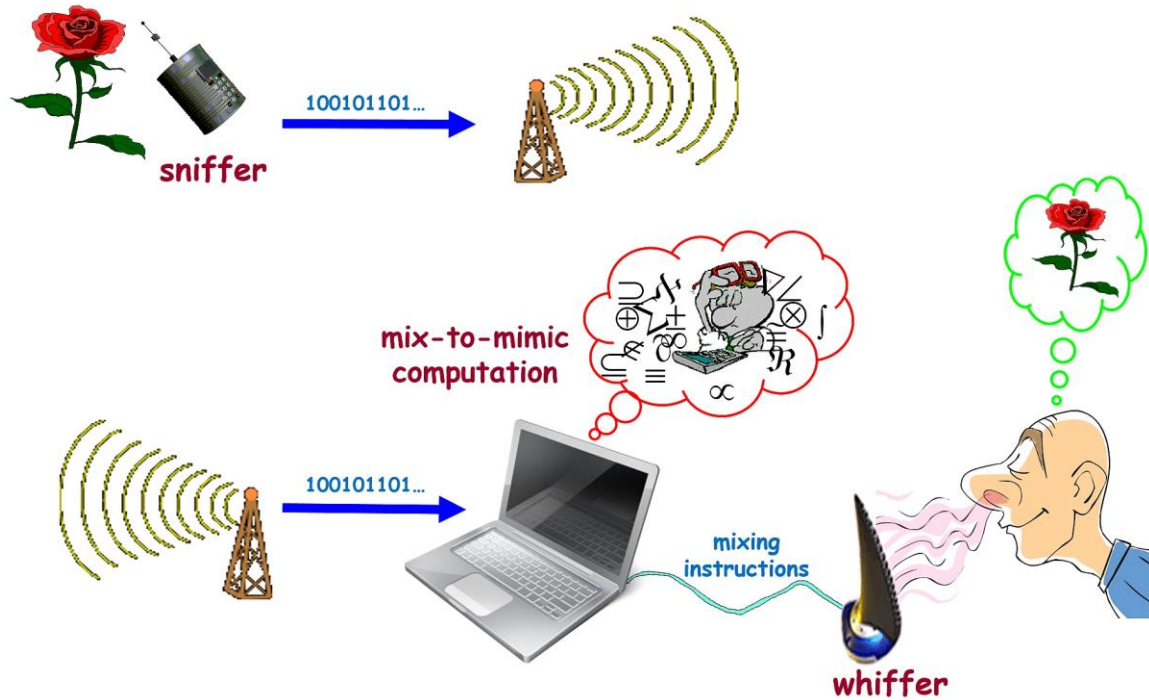 100101101...
sniffer
mix-to-mimic
computation
100101101...
mixing
instructions
whiffer